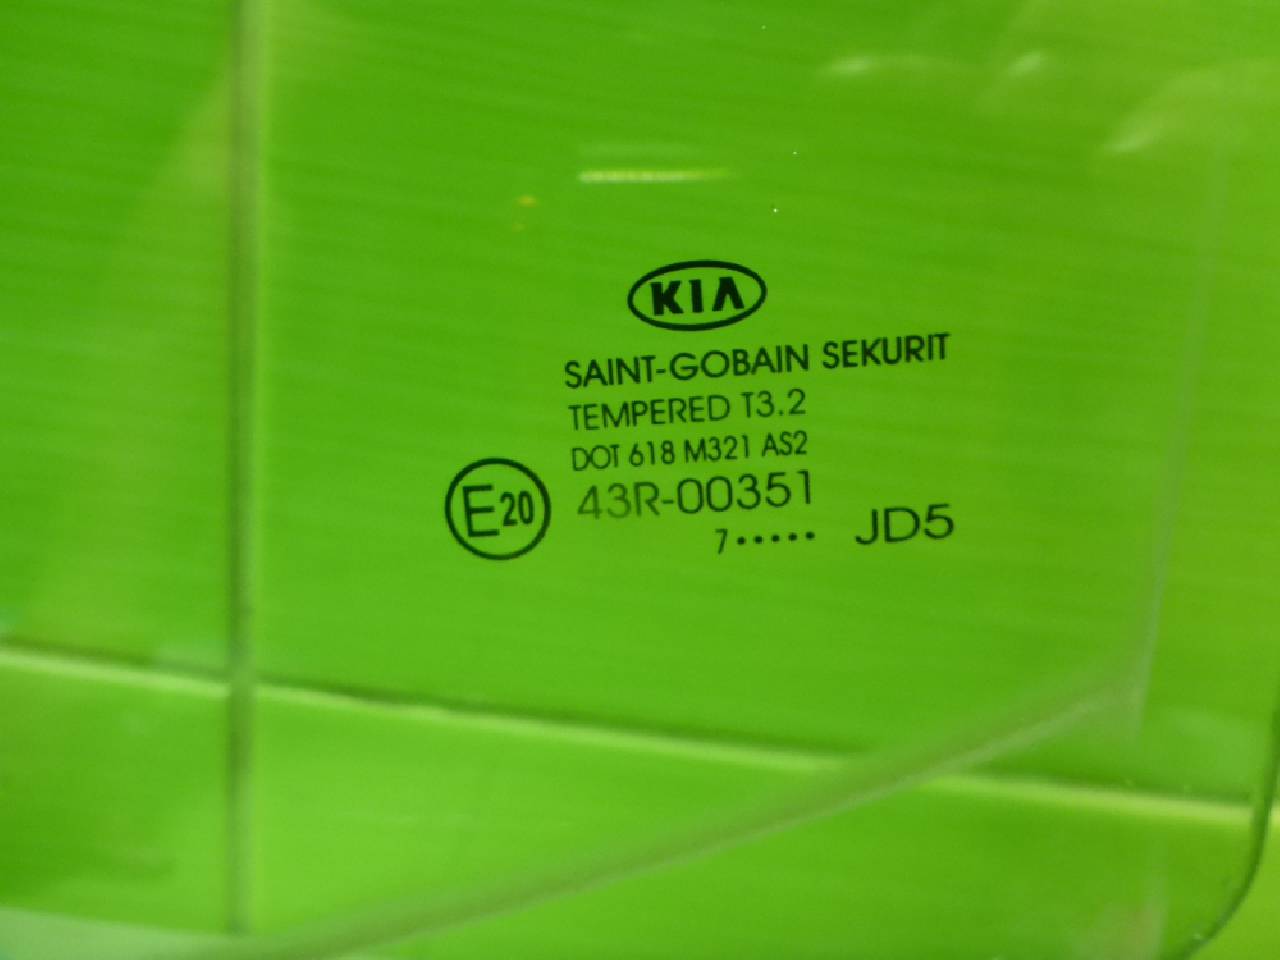 KIA
SAINT-GOBAIN SEKURIT
TEMPERED T3.2
DOT 618 M321 AS2
E20 43R-00351
7••••• JD5